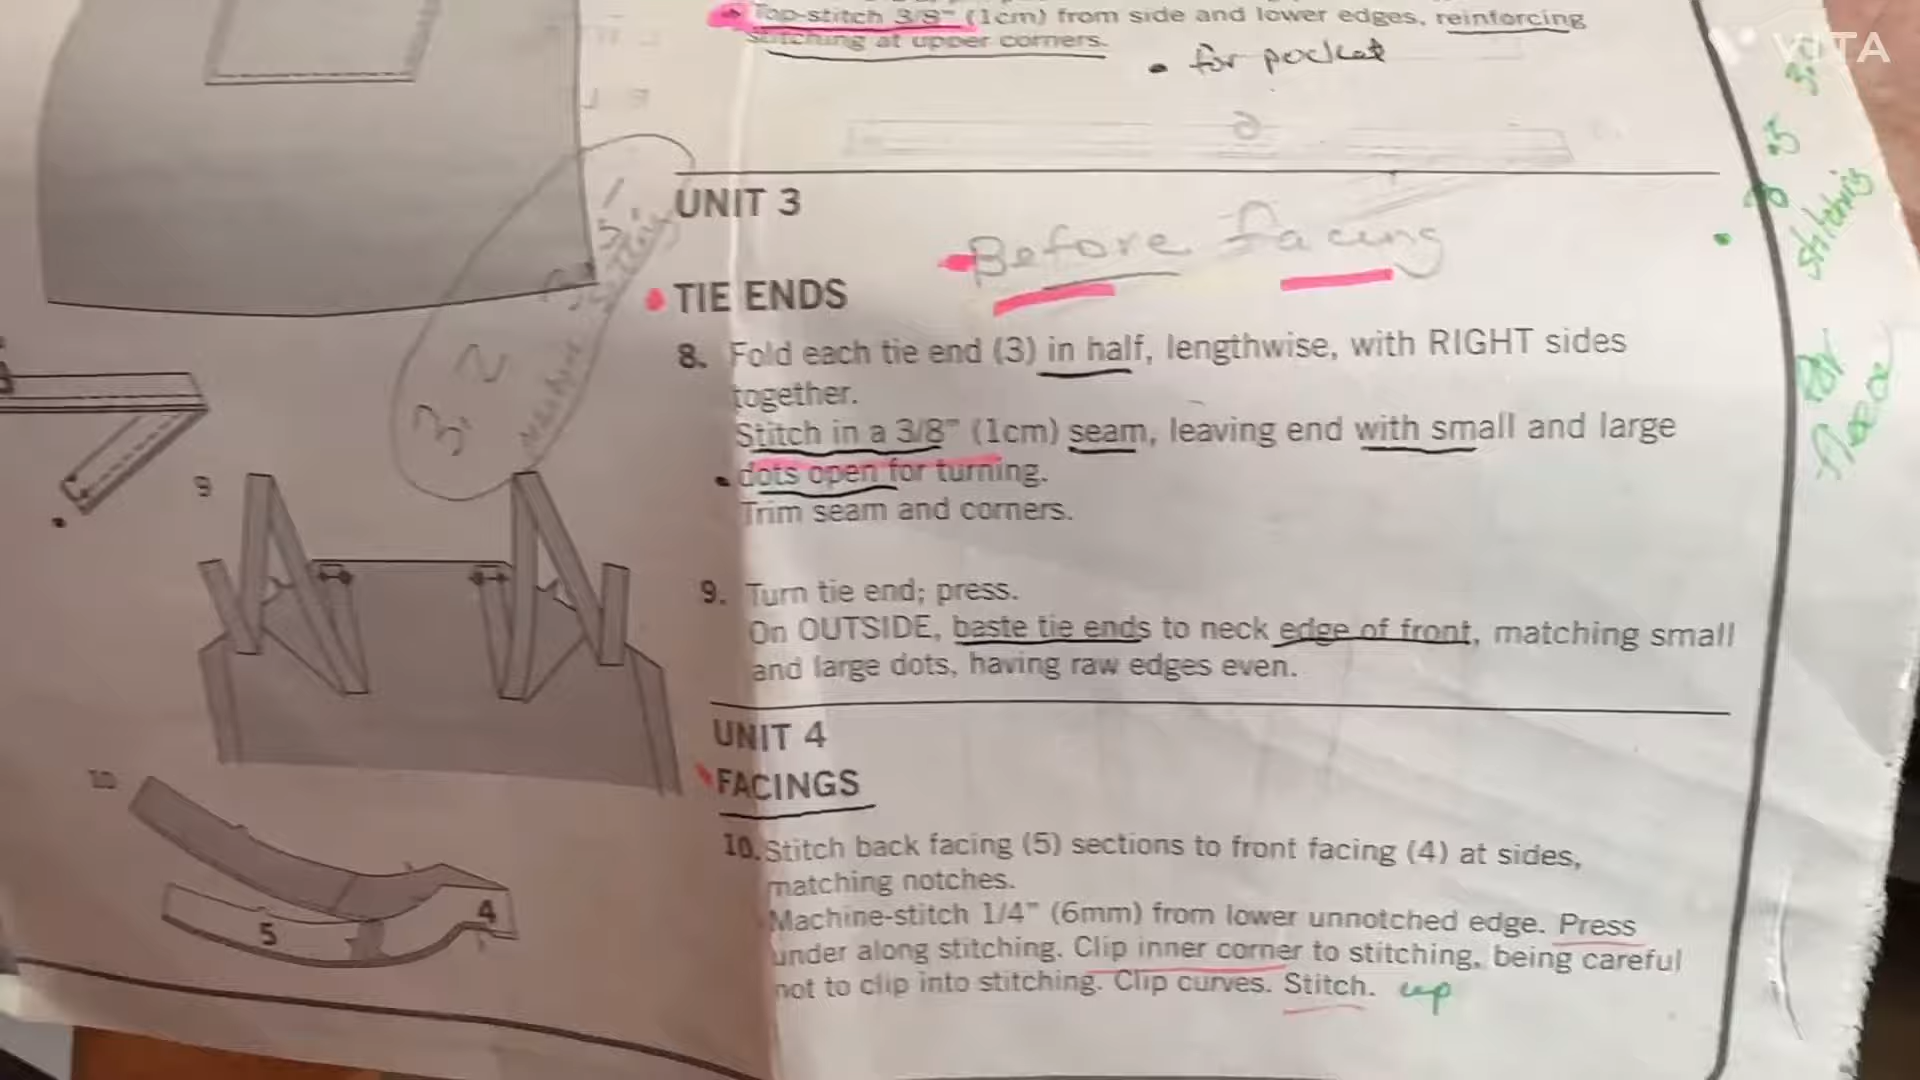 Top-stitch 3/8" (1cm) from side and lower edges, reinforcing
stitching at upper corners.
• for pocket
VITA
UNIT 3
Before facing
TIE ENDS
8. Fold each tie end (3) in half, lengthwise, with RIGHT sides
together.
Stitch in a 3/8" (1cm) seam, leaving end with small and large
dots open for turning.
Trim seam and corners.
9
3, 2
9. Turn tie end; press.
On OUTSIDE, baste tie ends to neck edge of front, matching small
and large dots, having raw edges even.
UNIT 4
FACINGS
10
5
4
10. Stitch back facing (5) sections to front facing (4) at sides,
matching notches.
Machine-stitch 1/4" (6mm) from lower unnotched edge. Press
under along stitching. Clip inner corner to stitching, being careful
not to clip into stitching. Clip curves. Stitch. up
stitching
for